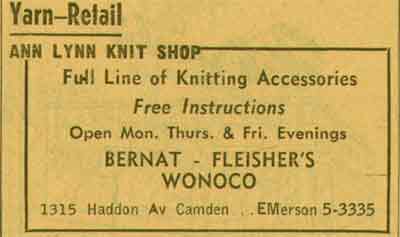 Yarn-Retail
ANN LYNN KNIT SHOP
Full Line of Knitting Accessories
Free Instructions
Open Mon. Thurs. & Fri. Evenings
BERNAT - FLEISHER'S
WONOCO
1315 Haddon Av Camden . . EMerson 5-3335